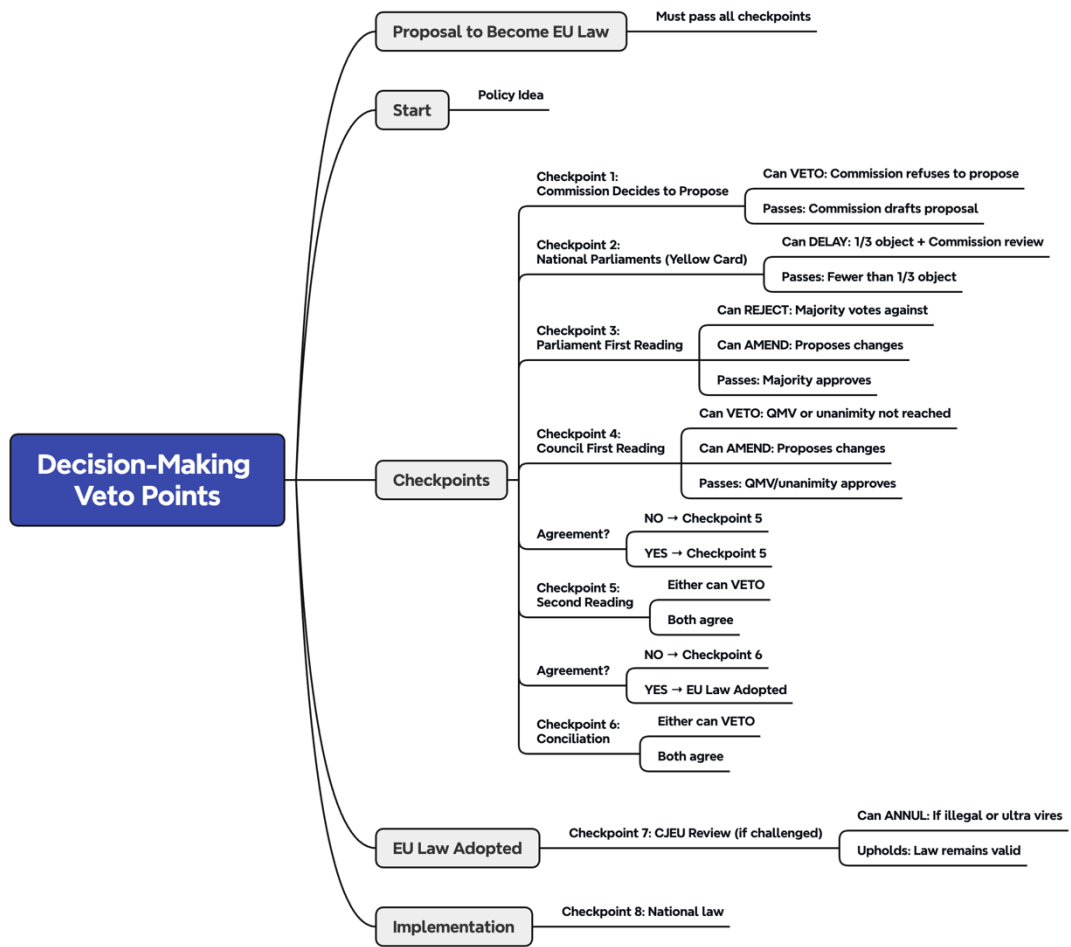 Proposal to Become EU Law
Must pass all checkpoints
Start
Policy Idea
Decision-Making
Veto Points
Checkpoints
Checkpoint 1:
Commission Decides to Propose
Can VETO: Commission refuses to propose
Passes: Commission drafts proposal
Checkpoint 2:
National Parliaments (Yellow Card)
Can DELAY: 1/3 object + Commission review
Passes: Fewer than 1/3 object
Checkpoint 3:
Parliament First Reading
Can REJECT: Majority votes against
Can AMEND: Proposes changes
Passes: Majority approves
Checkpoint 4:
Council First Reading
Can VETO: QMV or unanimity not reached
Can AMEND: Proposes changes
Passes: QMV/unanimity approves
Agreement?
NO → Checkpoint 5
YES → Checkpoint 5
Checkpoint 5:
Second Reading
Either can VETO
Both agree
Agreement?
NO → Checkpoint 6
YES → EU Law Adopted
Checkpoint 6:
Conciliation
Either can VETO
Both agree
EU Law Adopted
Checkpoint 7: CJEU Review (if challenged)
Can ANNUL: If illegal or ultra vires
Upholds: Law remains valid
Implementation
Checkpoint 8: National law